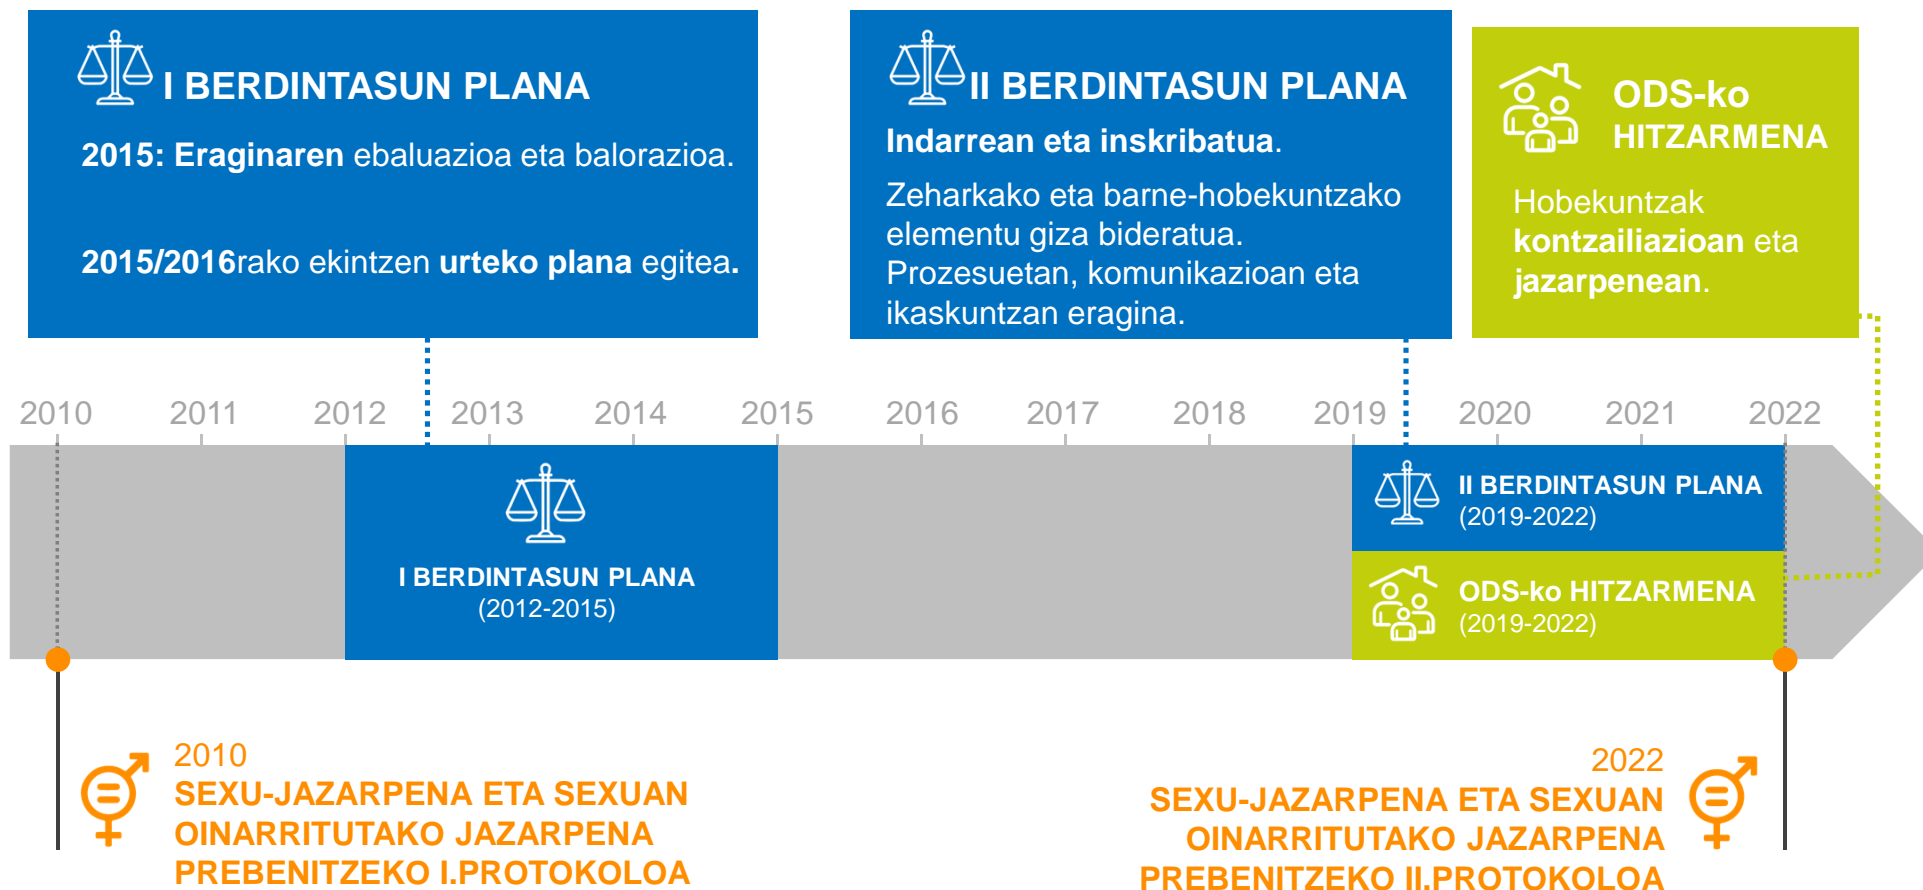 I BERDINTASUN PLANA
2015: Eraginaren ebaluazioa eta balorazioa.
2015/2016rako ekintzen urteko plana egitea.
II BERDINTASUN PLANA
Indarrean eta inskribatua.
Zeharkako eta barne-hobekuntzako
elementu giza bideratua.
Prozesuetan, komunikazioan eta
ikaskuntzan eragina.
ODS-ko
HITZARMENA
Hobekuntzak
kontzailiazioan eta
jazarpenean.
2010 2011 2012 2013 2014 2015 2016 2017 2018 2019 2020 2021 2022
I BERDINTASUN PLANA
(2012-2015)
II BERDINTASUN PLANA
(2019-2022)
ODS-ko HITZARMENA
(2019-2022)
2010
SEXU-JAZARPENA ETA SEXUAN
OINARRITUTAKO JAZARPENA
PREBENITZEKO I.PROTOKOLOA
2022
SEXU-JAZARPENA ETA SEXUAN
OINARRITUTAKO JAZARPENA
PREBENITZEKO II.PROTOKOLOA